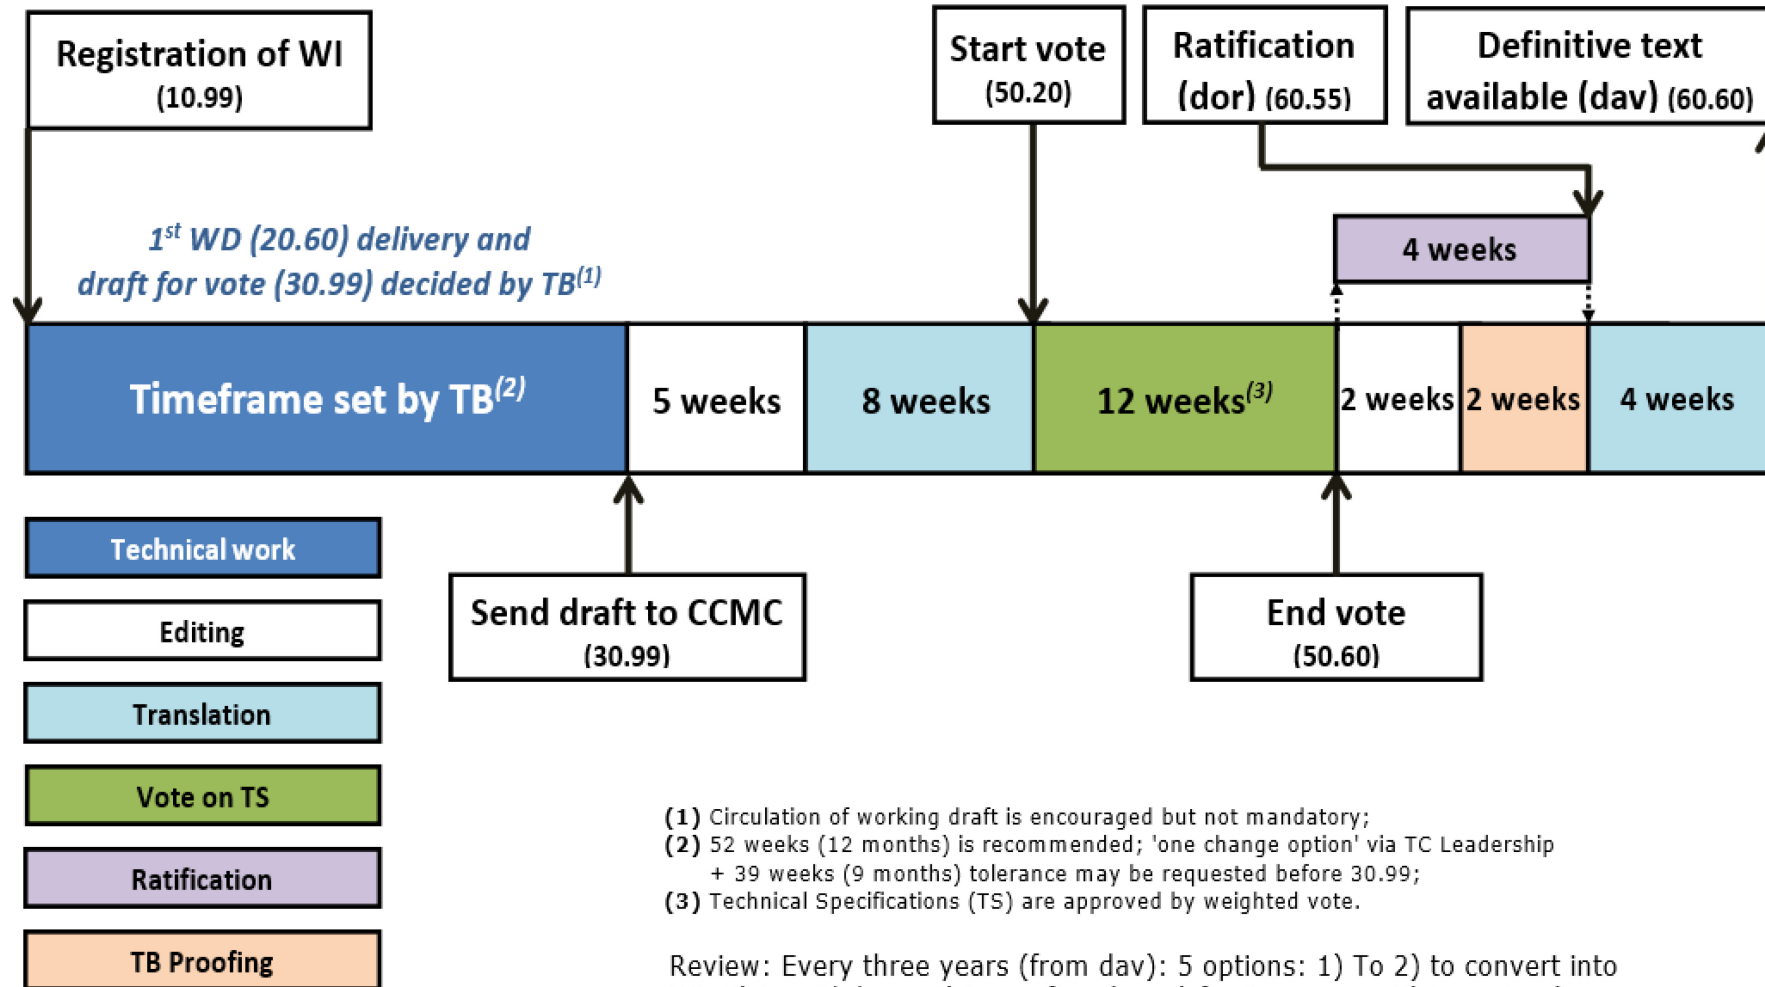 Registration of WI
(10.99)
Start vote
(50.20)
Ratification
(dor) (60.55)
Definitive text
available (dav) (60.60)
1st WD (20.60) delivery and
draft for vote (30.99) decided by TB(1)
4 weeks
Timeframe set by TB(2)
5 weeks
8 weeks
12 weeks(3)
2 weeks
2 weeks
4 weeks
Send draft to CCMC
(30.99)
End vote
(50.60)
Technical work
Editing
Translation
Vote on TS
Ratification
TB Proofing
(1) Circulation of working draft is encouraged but not mandatory;
(2) 52 weeks (12 months) is recommended; 'one change option' via TC Leadership
+ 39 weeks (9 months) tolerance may be requested before 30.99;
(3) Technical Specifications (TS) are approved by weighted vote.
Review: Every three years (from dav): 5 options: 1) To 2) to convert into